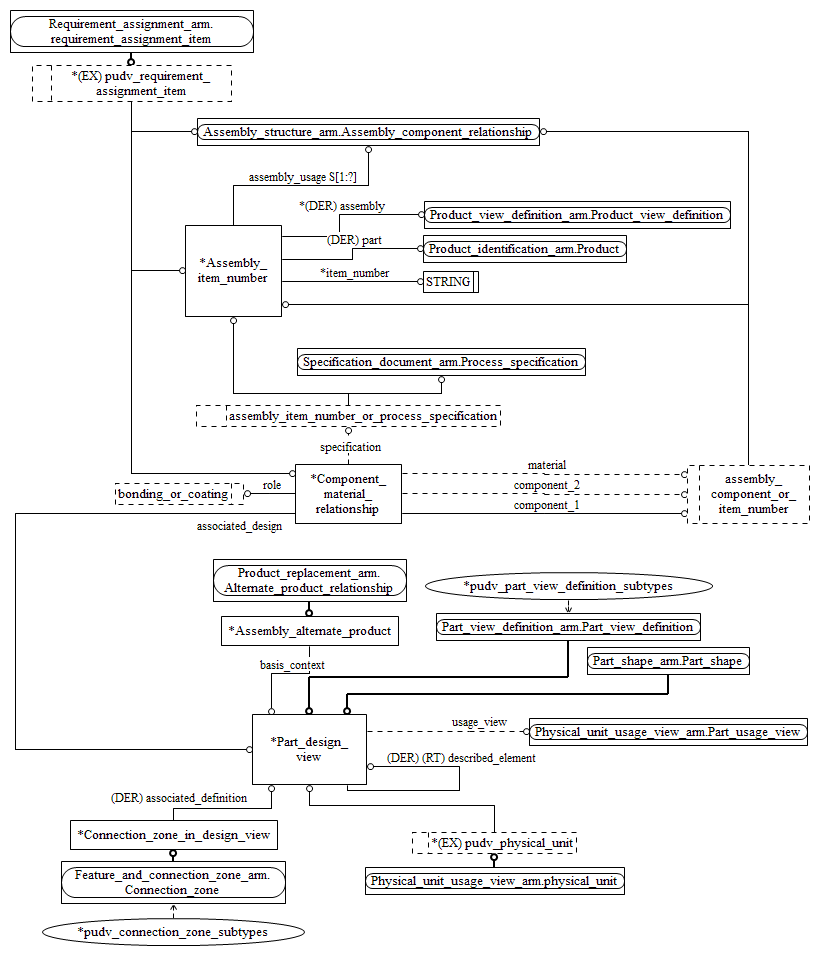 Requirement_assignment_arm.
requirement_assignment_item
*(EX) pudv_requirement_
assignment_item
Assembly_structure_arm.Assembly_component_relationship
assembly_usage S[1:?]
*(DER) assembly
Product_view_definition_arm.Product_view_definition
(DER) part
Product_identification_arm.Product
*Assembly_
item_number
*item_number
STRING
Specification_document_arm.Process_specification
assembly_item_number_or_process_specification
specification
material
role
*Component_
material_
relationship
component_2
assembly_
component_or_
item_number
bonding_or_coating
component_1
associated_design
Product_replacement_arm.
Alternate_product_relationship
*pudv_part_view_definition_subtypes
*Assembly_alternate_product
Part_view_definition_arm.Part_view_definition
basis_context
Part_shape_arm.Part_shape
usage_view
Physical_unit_usage_view_arm.Part_usage_view
*Part_design_
view
(DER) (RT) described_element
(DER) associated_definition
*Connection_zone_in_design_view
*(EX) pudv_physical_unit
Feature_and_connection_zone_arm.
Connection_zone
Physical_unit_usage_view_arm.physical_unit
*pudv_connection_zone_subtypes